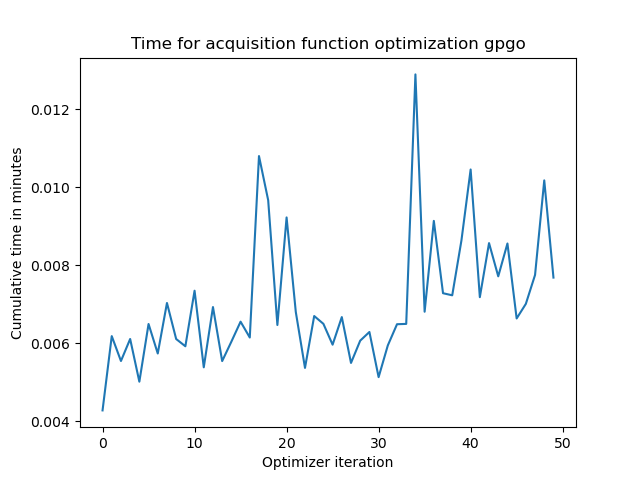 Time for acquisition function optimization gpgo
Cumulative time in minutes
0.012
0.010
0.008
0.006
0.004
0 10 20 30 40 50
Optimizer iteration